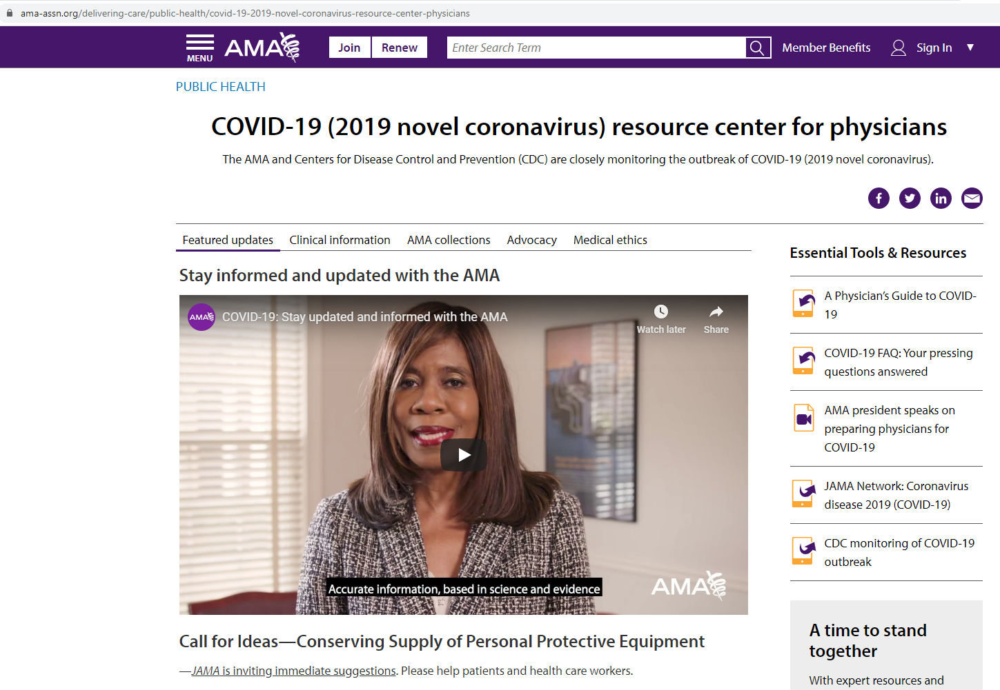 ama-assn.org/delivering-care/public-health/covid-19-2019-novel-coronavirus-resource-center-physicians
MENU
AMA
Join
Renew
Enter Search Term
Member Benefits
Sign In
PUBLIC HEALTH
COVID-19 (2019 novel coronavirus) resource center for physicians
The AMA and Centers for Disease Control and Prevention (CDC) are closely monitoring the outbreak of COVID-19 (2019 novel coronavirus).
Featured updates
Clinical information
AMA collections
Advocacy
Medical ethics
Stay informed and updated with the AMA
AMA
COVID-19: Stay updated and informed with the AMA
Watch later
Share
Accurate information, based in science and evidence
AMA
Call for Ideas—Conserving Supply of Personal Protective Equipment
—JAMA is inviting immediate suggestions. Please help patients and health care workers.
Essential Tools & Resources
A Physician’s Guide to COVID-
19
COVID-19 FAQ: Your pressing
questions answered
AMA president speaks on
preparing physicians for
COVID-19
JAMA Network: Coronavirus
disease 2019 (COVID-19)
CDC monitoring of COVID-19
outbreak
A time to stand
together
With expert resources and